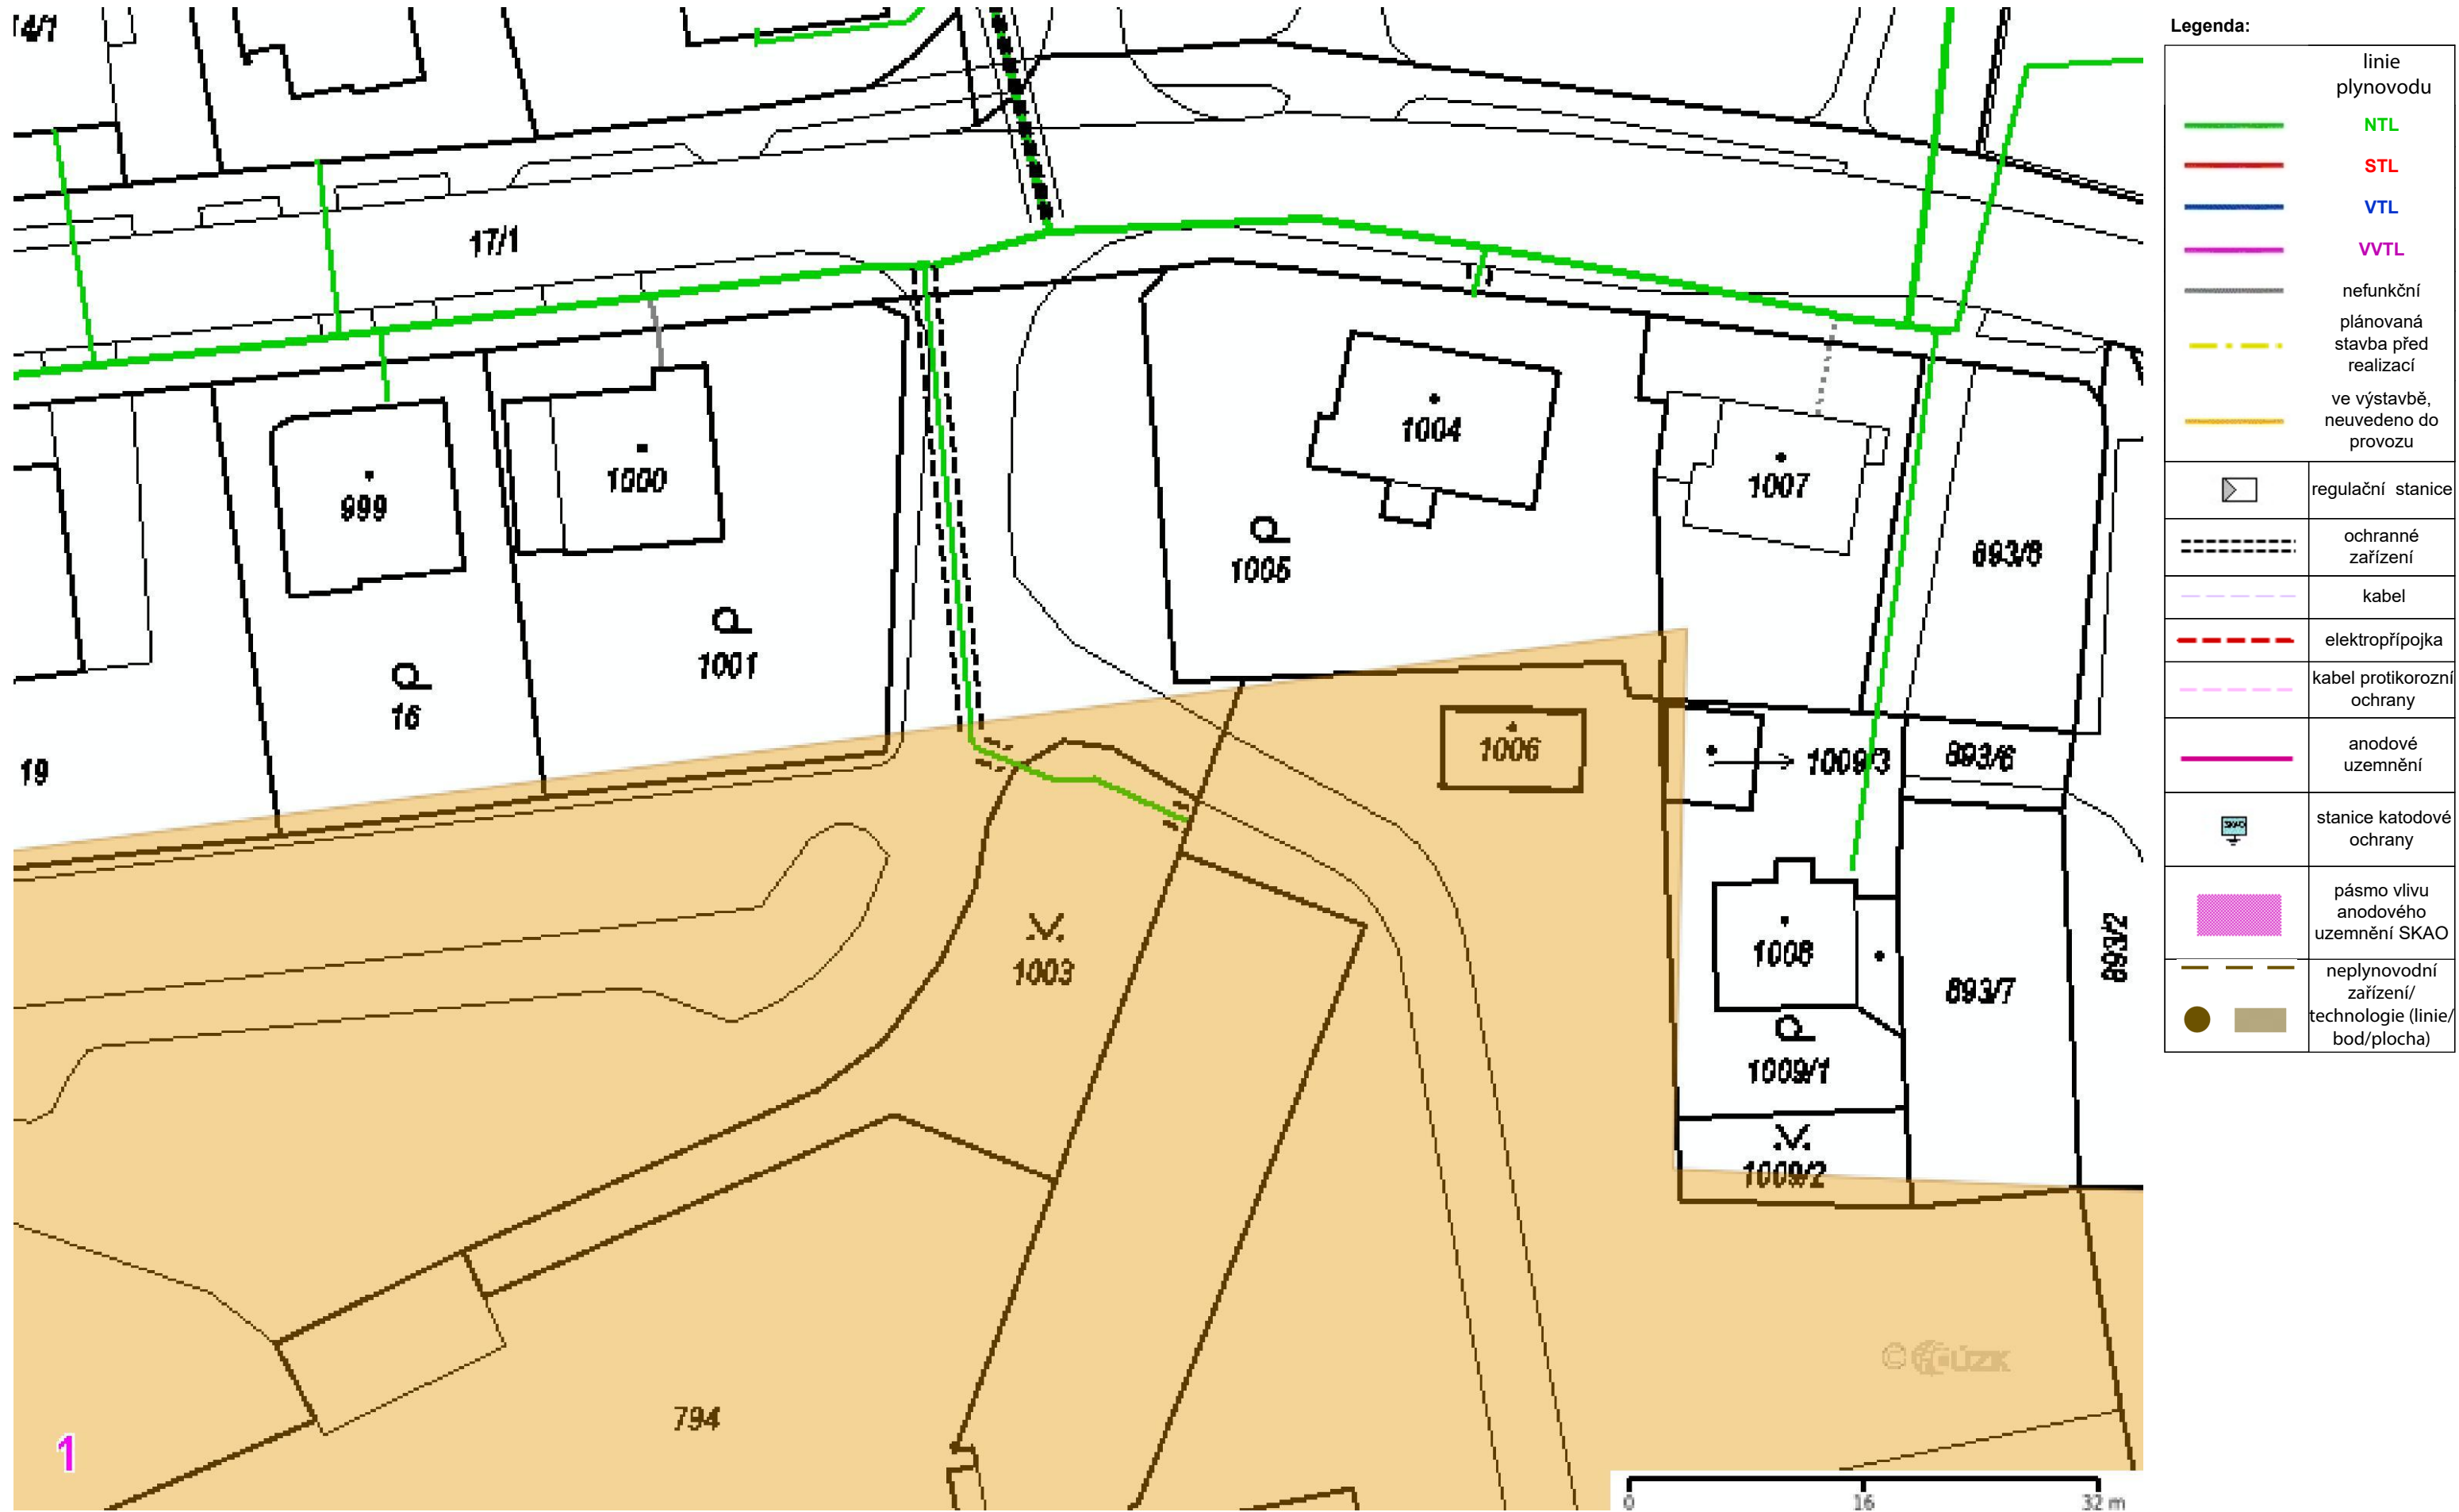 14/1
17/1
999
1000
1004
1007
893/8
1005
1001
16
19
1006
1009/3
893/6
1003
1008
893/7
893/2
1009/1
1009/2
794
1
© ČÚZK
0 16 32 m
Legenda:
linie
plynovodu
NTL
STL
VTL
VVTL
nefunkční
plánovaná
stavba před
realizací
ve výstavbě,
neuvedeno do
provozu
regulační stanice
ochranné
zařízení
kabel
elektropřípojka
kabel protikorozní
ochrany
anodové
uzemnění
SKAO
stanice katodové
ochrany
pásmo vlivu
anodového
uzemnění SKAO
neplynovodní
zařízení/
technologie (linie/
bod/plocha)